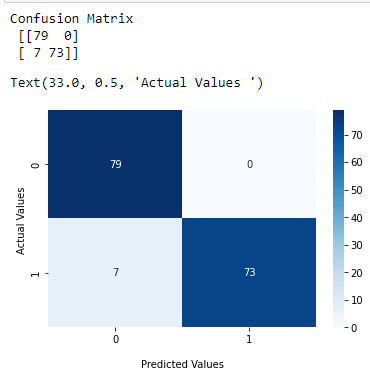 Confusion Matrix
[[79  0]
[ 7 73]]
Text(33.0, 0.5, 'Actual Values ')
79 0
7 73
0
1
Actual Values
0 1
Predicted Values
70
60
50
40
30
20
10
0